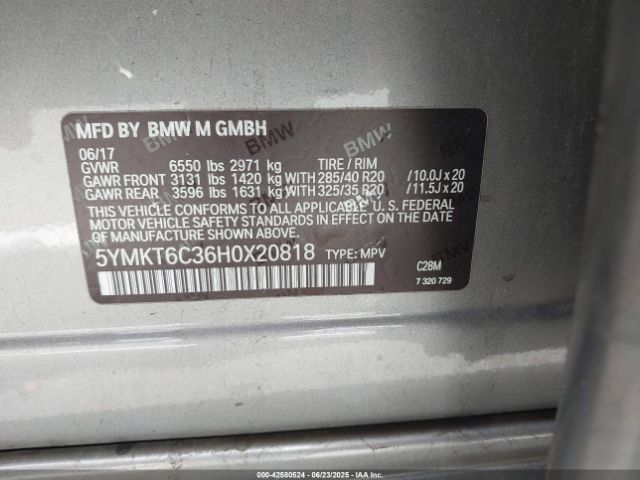 MFD BY BMW M GMBH
06/17
GVWR 6550 lbs 2971 kg TIRE / RIM
GAWR FRONT 3131 lbs 1420 kg WITH 285/40 R20 /10.0J x 20
GAWR REAR 3596 lbs 1631 kg WITH 325/35 R20 /11.5J x 20
THIS VEHICLE CONFORMS TO ALL APPLICABLE U. S. FEDERAL
MOTOR VEHICLE SAFETY STANDARDS IN EFFECT ON THE DATE OF
MANUFACTURE SHOWN ABOVE.
5YMKT6C36H0X20818 TYPE: MPV
C28M
7 320 729
000-42580524 | 06/23/2025 - IAAI.COM